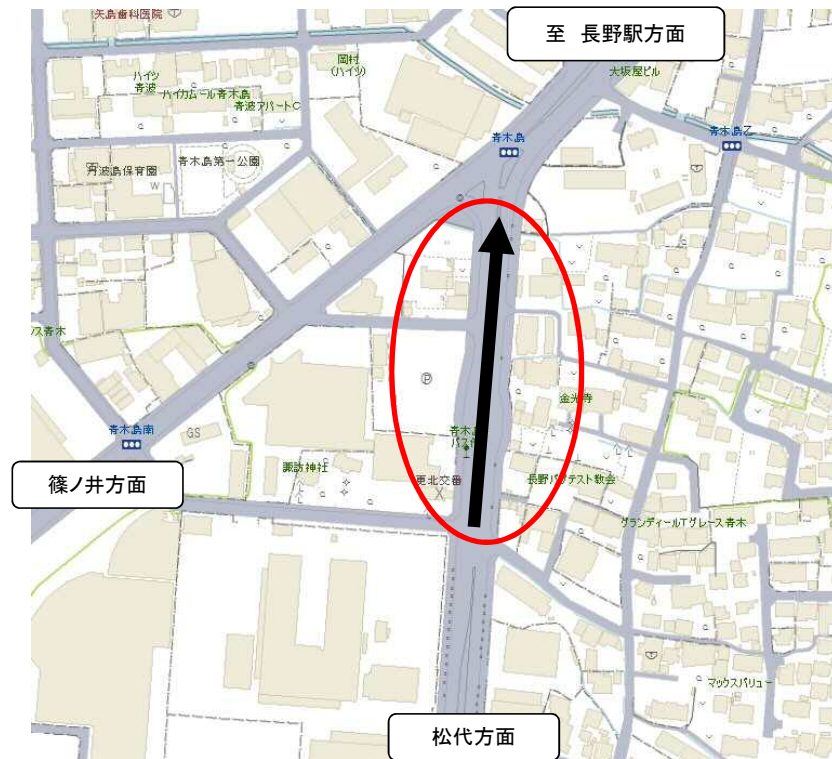 矢島歯科医院
至 長野駅方面
岡村
(ハイツ)
大坂屋ビル
ハイツ
青波
ハイカムール青木島
青波アパートC
青木島
青木島乙
丹波島保育園
青木島第一公園
W
ス青木
P
金光寺
青木島南
GS
諏訪神社
更北交番
長野バプテスト教会
篠ノ井方面
グランディールTグレース青木
マックスバリュー
松代方面